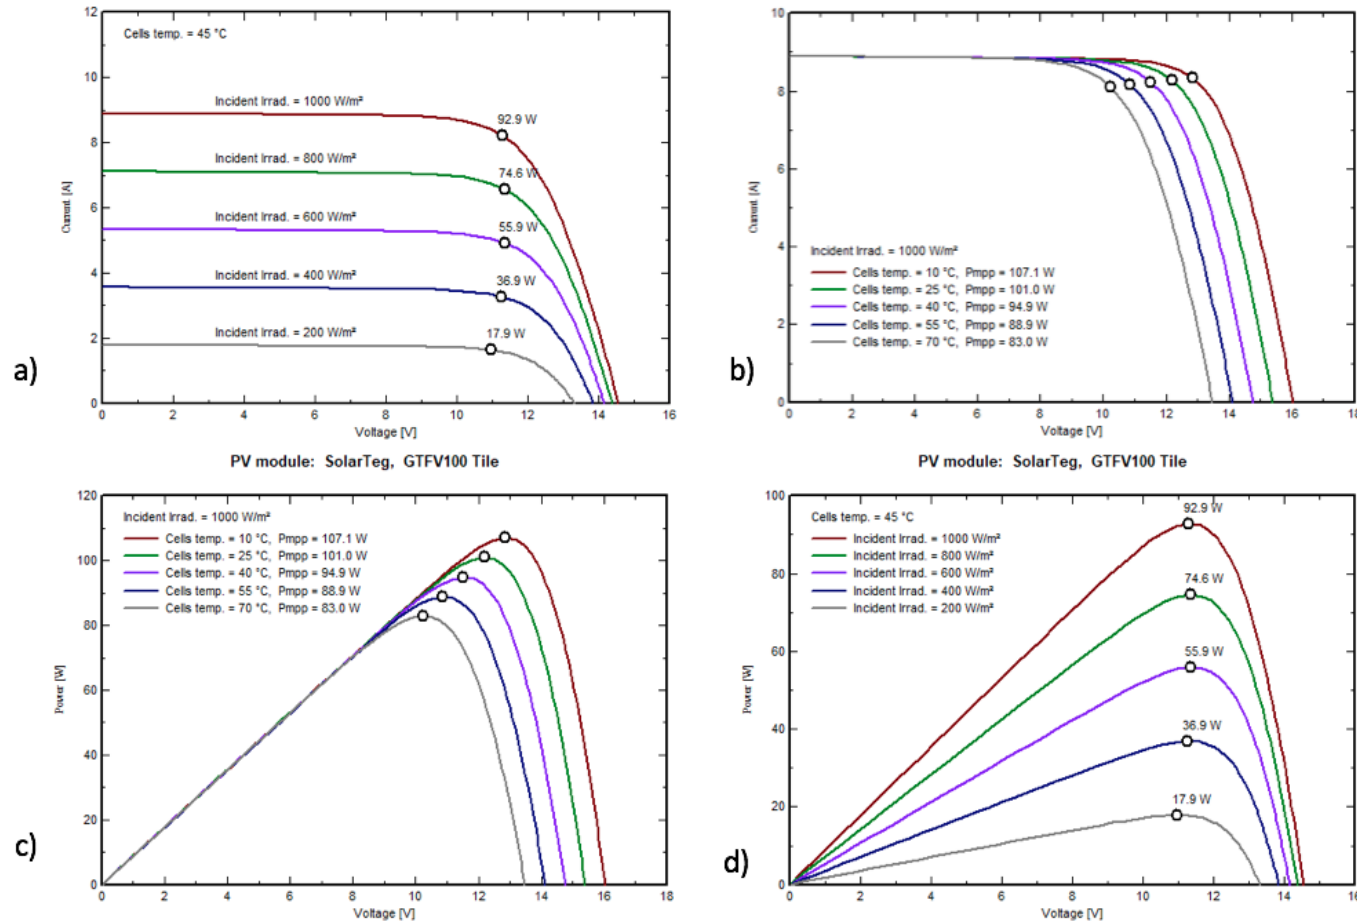 a)
12
10
8
6
4
2
0
Current [A]
Cells temp. = 45 °C
Incident Irrad. = 1000 W/m²
92.9 W
Incident Irrad. = 800 W/m²
74.6 W
Incident Irrad. = 600 W/m²
55.9 W
Incident Irrad. = 400 W/m²
36.9 W
Incident Irrad. = 200 W/m²
17.9 W
0 2 4 6 8 10 12 14 16
Voltage [V]
b)
10
8
6
4
2
0
Current [A]
Incident Irrad. = 1000 W/m²
Cells temp. = 10 °C, Pmpp = 107.1 W
Cells temp. = 25 °C, Pmpp = 101.0 W
Cells temp. = 40 °C, Pmpp = 94.9 W
Cells temp. = 55 °C, Pmpp = 88.9 W
Cells temp. = 70 °C, Pmpp = 83.0 W
0 2 4 6 8 10 12 14 16 18
Voltage [V]
PV module: SolarTeg, GTFV100 Tile
PV module: SolarTeg, GTFV100 Tile
c)
120
100
80
60
40
20
0
Power [W]
Incident Irrad. = 1000 W/m²
Cells temp. = 10 °C, Pmpp = 107.1 W
Cells temp. = 25 °C, Pmpp = 101.0 W
Cells temp. = 40 °C, Pmpp = 94.9 W
Cells temp. = 55 °C, Pmpp = 88.9 W
Cells temp. = 70 °C, Pmpp = 83.0 W
0 2 4 6 8 10 12 14 16 18
Voltage [V]
d)
100
80
60
40
20
0
Power [W]
Cells temp. = 45 °C
Incident Irrad. = 1000 W/m²
Incident Irrad. = 800 W/m²
Incident Irrad. = 600 W/m²
Incident Irrad. = 400 W/m²
Incident Irrad. = 200 W/m²
92.9 W
74.6 W
55.9 W
36.9 W
17.9 W
0 2 4 6 8 10 12 14 16
Voltage [V]